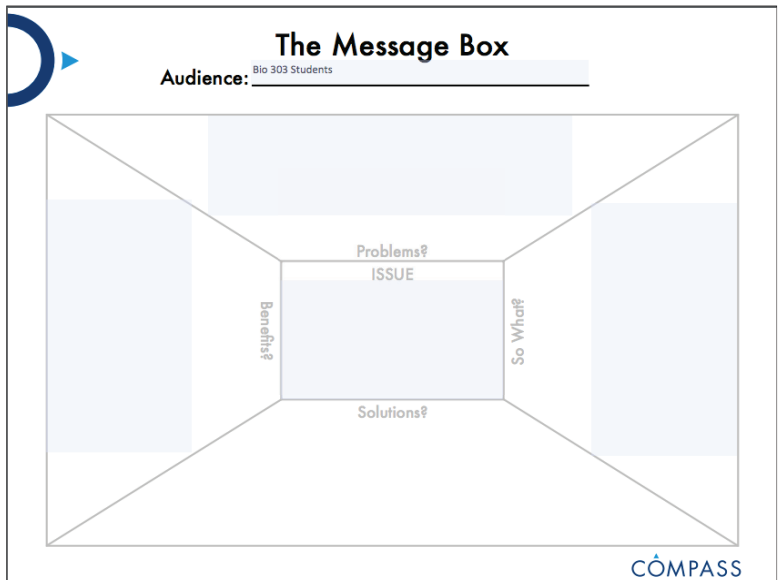 The Message Box
Audience: Bio 303 Students
Problems?
ISSUE
Benefits?
So What?
Solutions?
COMPASS